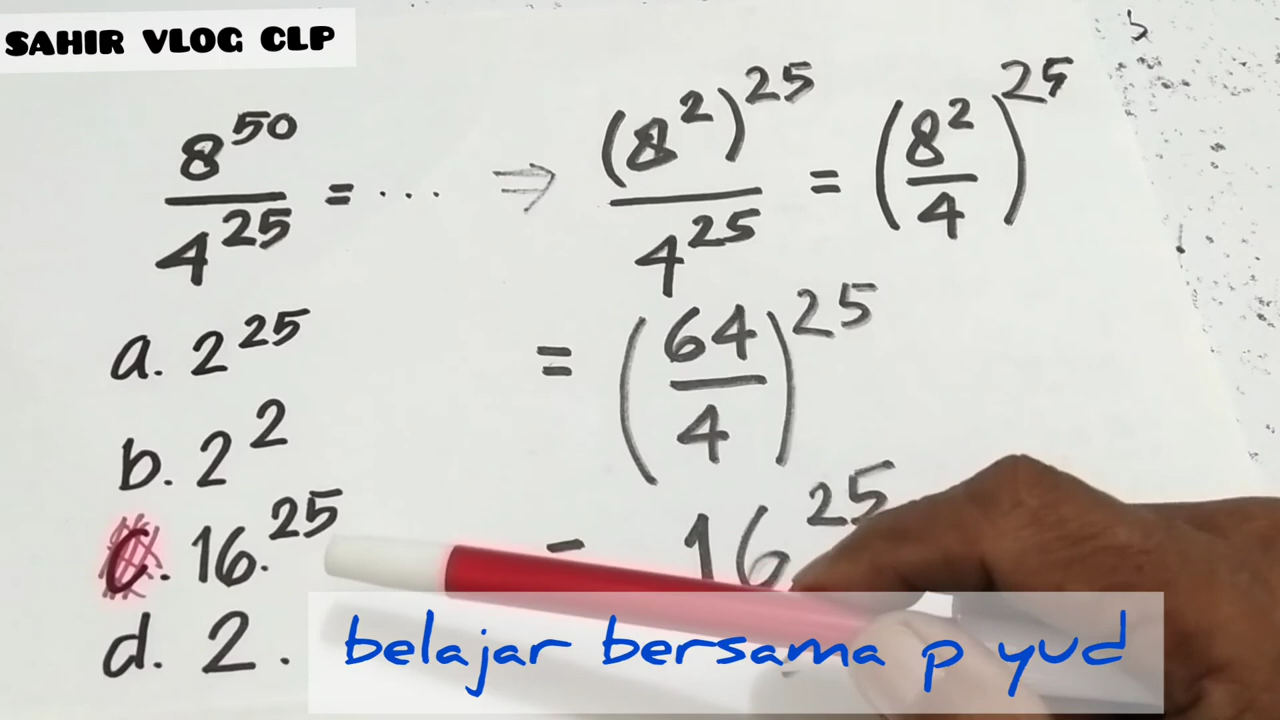 SAHIR VLOG CLP
8^50 / 4^25 = ... ⇒ (8^2)^25 / 4^25 = (8^2 / 4)^25
= (64 / 4)^25
= 16^25
a. 2^25
b. 2^2
c. 16^25.
d. 2.
belajar bersama p yud